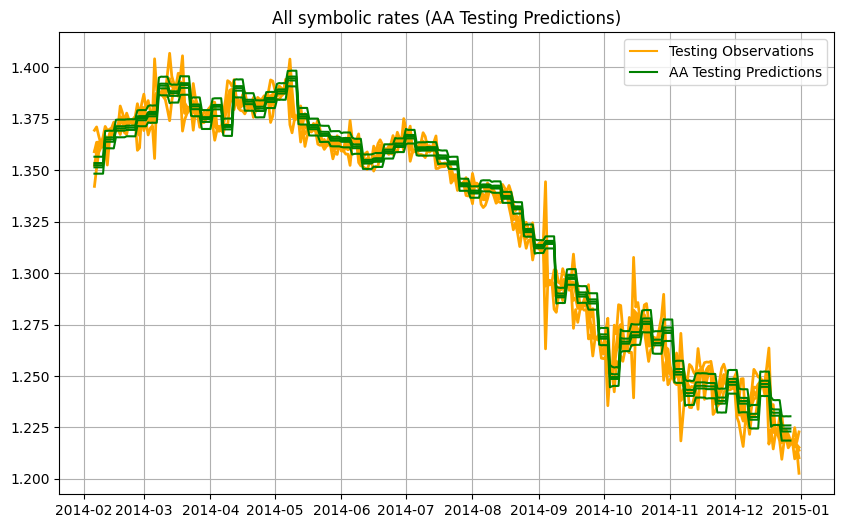 All symbolic rates (AA Testing Predictions)
Testing Observations
AA Testing Predictions
1.400
1.375
1.350
1.325
1.300
1.275
1.250
1.225
1.200
2014-02 2014-03 2014-04 2014-05 2014-06 2014-07 2014-08 2014-09 2014-10 2014-11 2014-12 2015-01